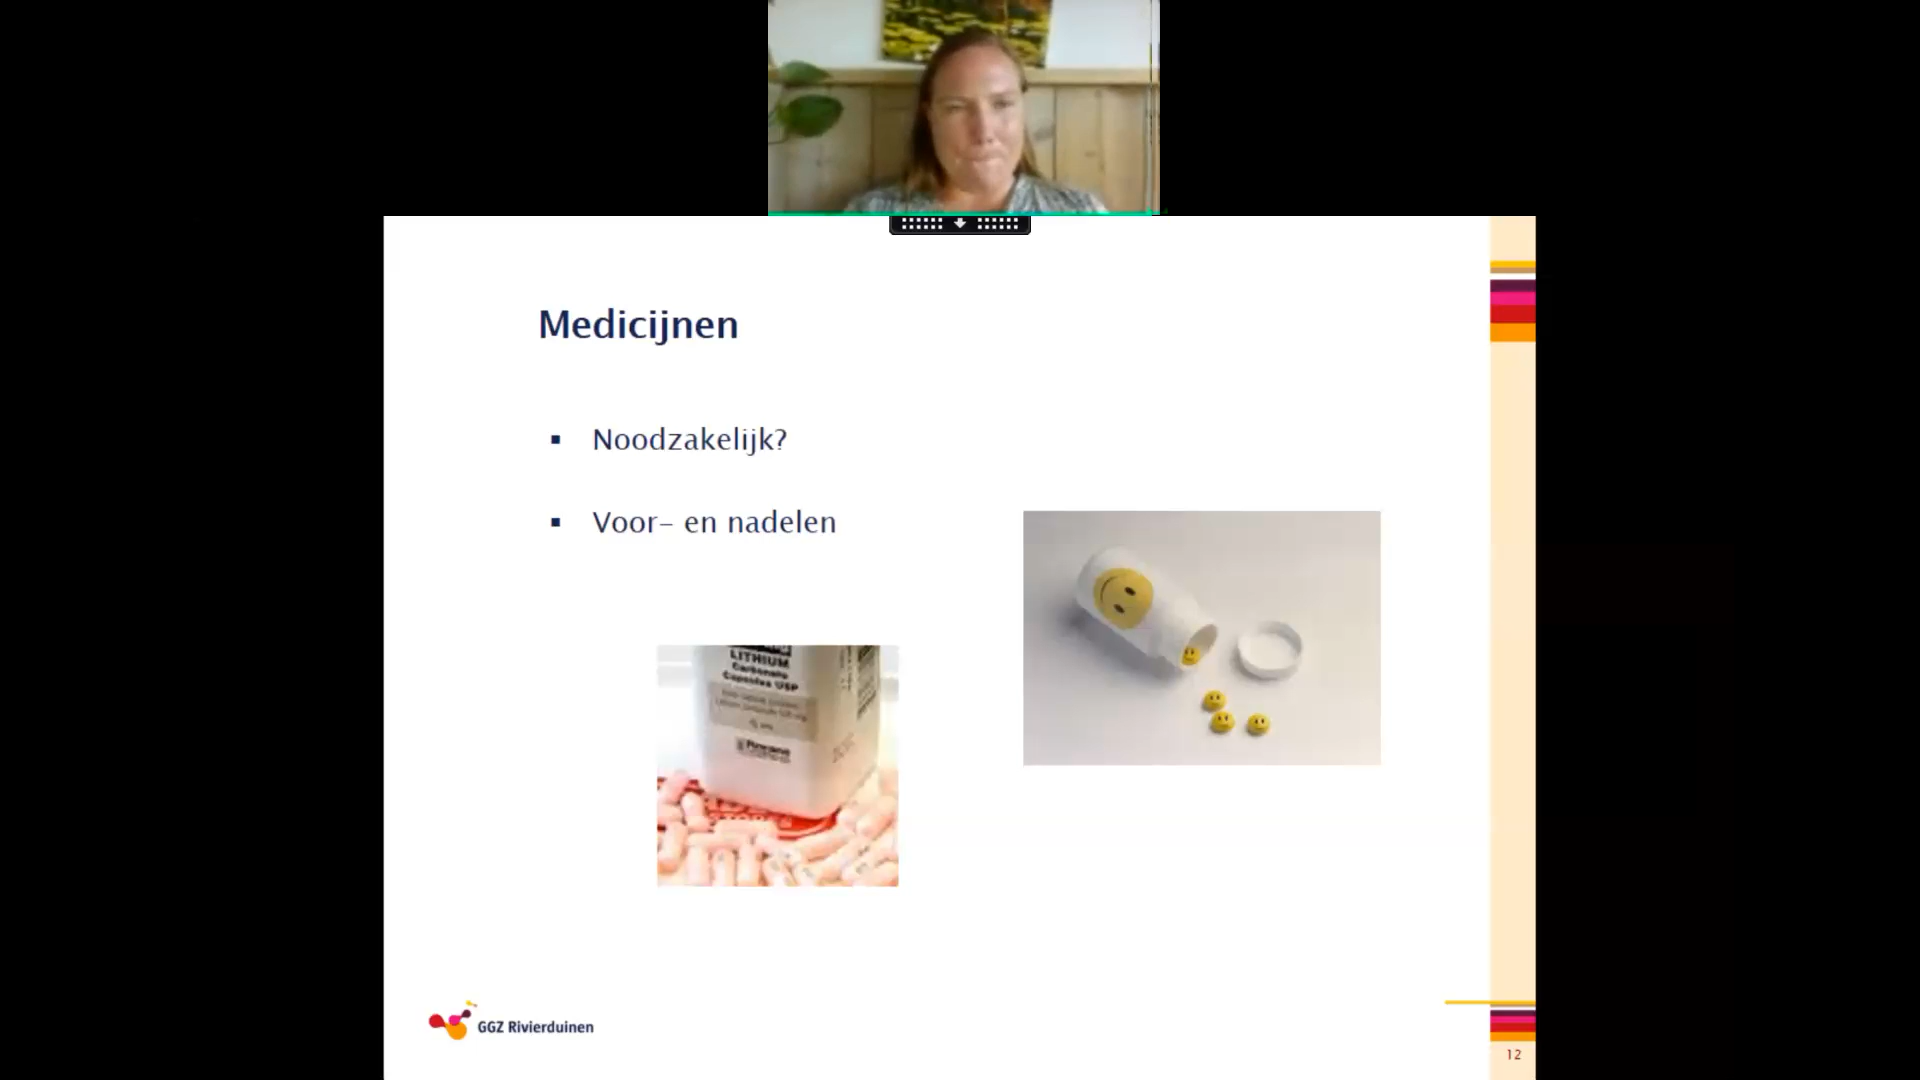 Medicijnen
▪ Noodzakelijk?
▪ Voor- en nadelen
LITHIUM
Carbonate
Capsules USP
GGZ Rivierduinen
12